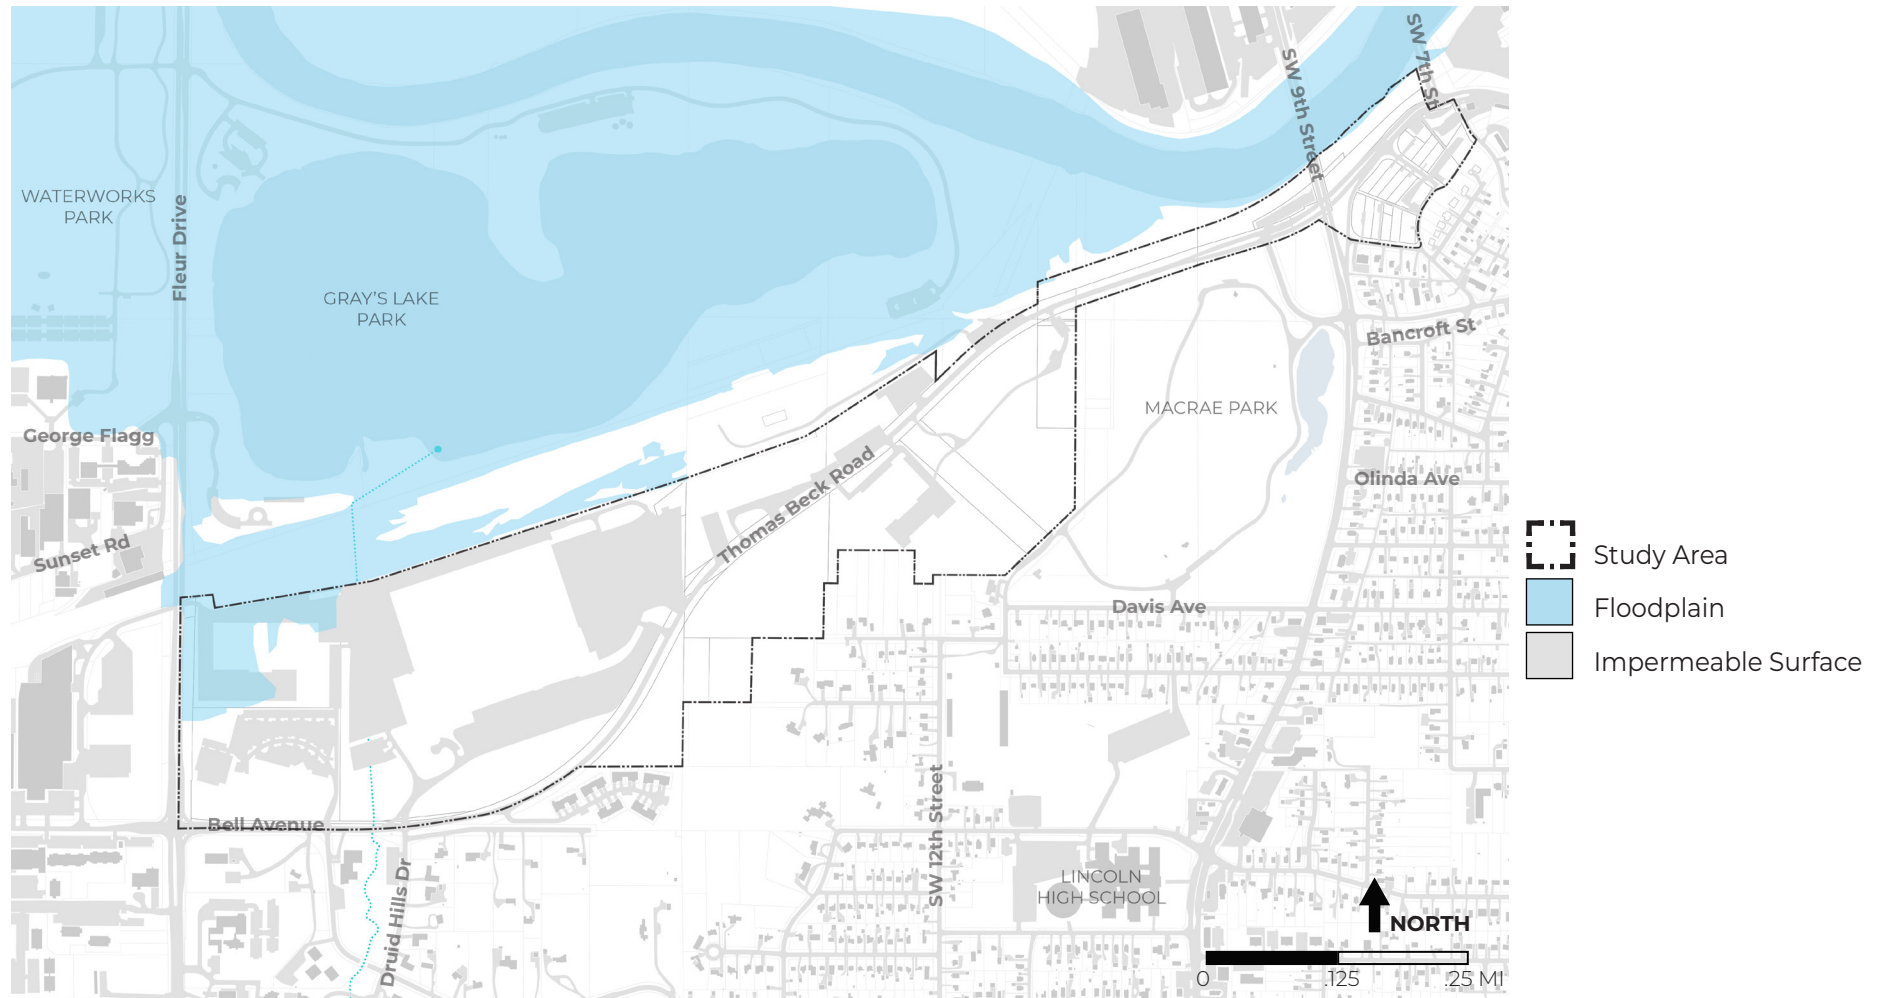 SW 7th St
SW 9th Street
WATERWORKS
PARK
Fleur Drive
GRAY'S LAKE
PARK
Bancroft St
MACRAE PARK
George Flagg
Thomas Beck Road
Olinda Ave
Sunset Rd
Study Area
Davis Ave
Floodplain
Impermeable Surface
Bell Avenue
SW 12th Street
Druid Hills Dr
LINCOLN
HIGH SCHOOL
NORTH
0 .125 .25 MI